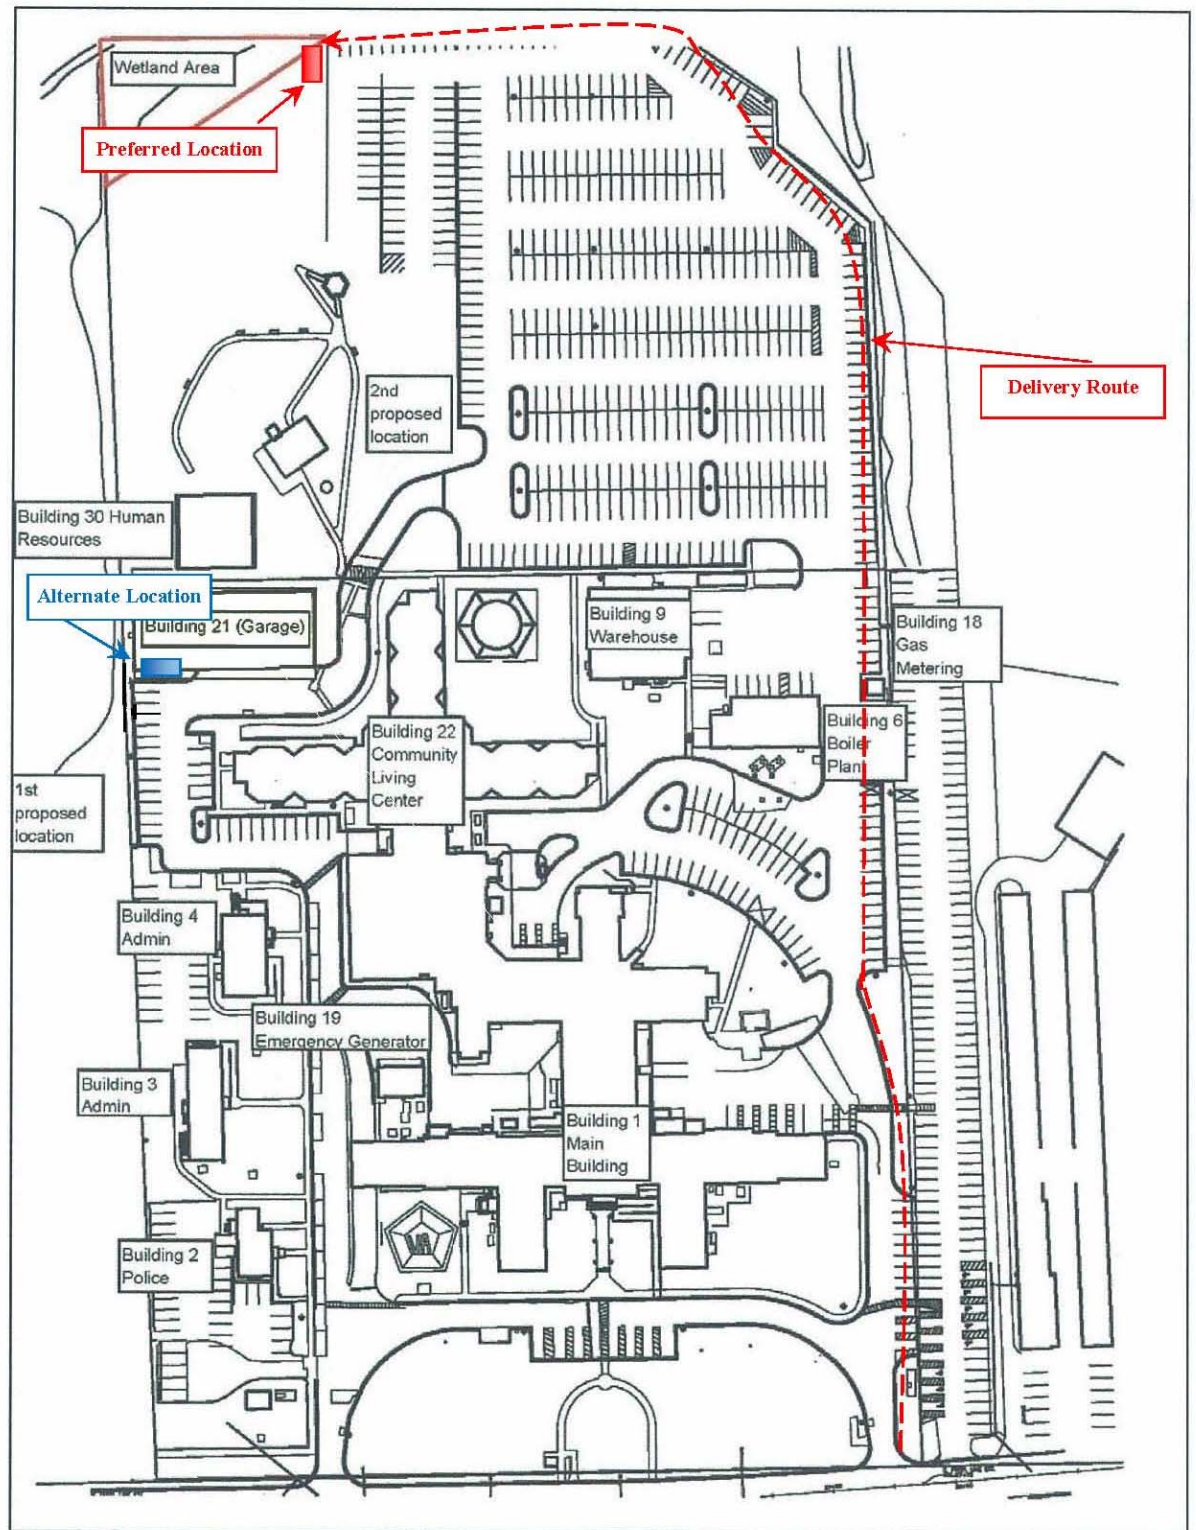 Wetland Area
Preferred Location
Delivery Route
2nd
proposed
location
Building 30 Human
Resources
Alternate Location
Building 21 (Garage)
Building 9
Warehouse
Building 18
Gas
Metering
Building 22
Community
Living
Center
Building 6
Boiler
Plant
1st
proposed
location
Building 4
Admin
Building 19
Emergency Generator
Building 3
Admin
Building 1
Main
Building
Building 2
Police